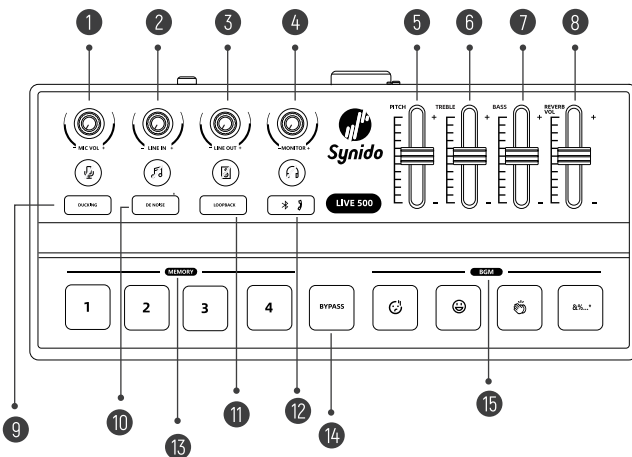 1 2 3 4 5 6 7 8
PITCH TREBLE BASS REVERB VOL
+ + + +
- MIC VOL + - LINE IN + - LINE OUT + - MONITOR +
Synido
- - - -
DUCKING DE NOISE LOOPBACK LIVE 500
MEMORY BGM
1 2 3 4 BYPASS &%...*
9 10 11 12 13 14 15